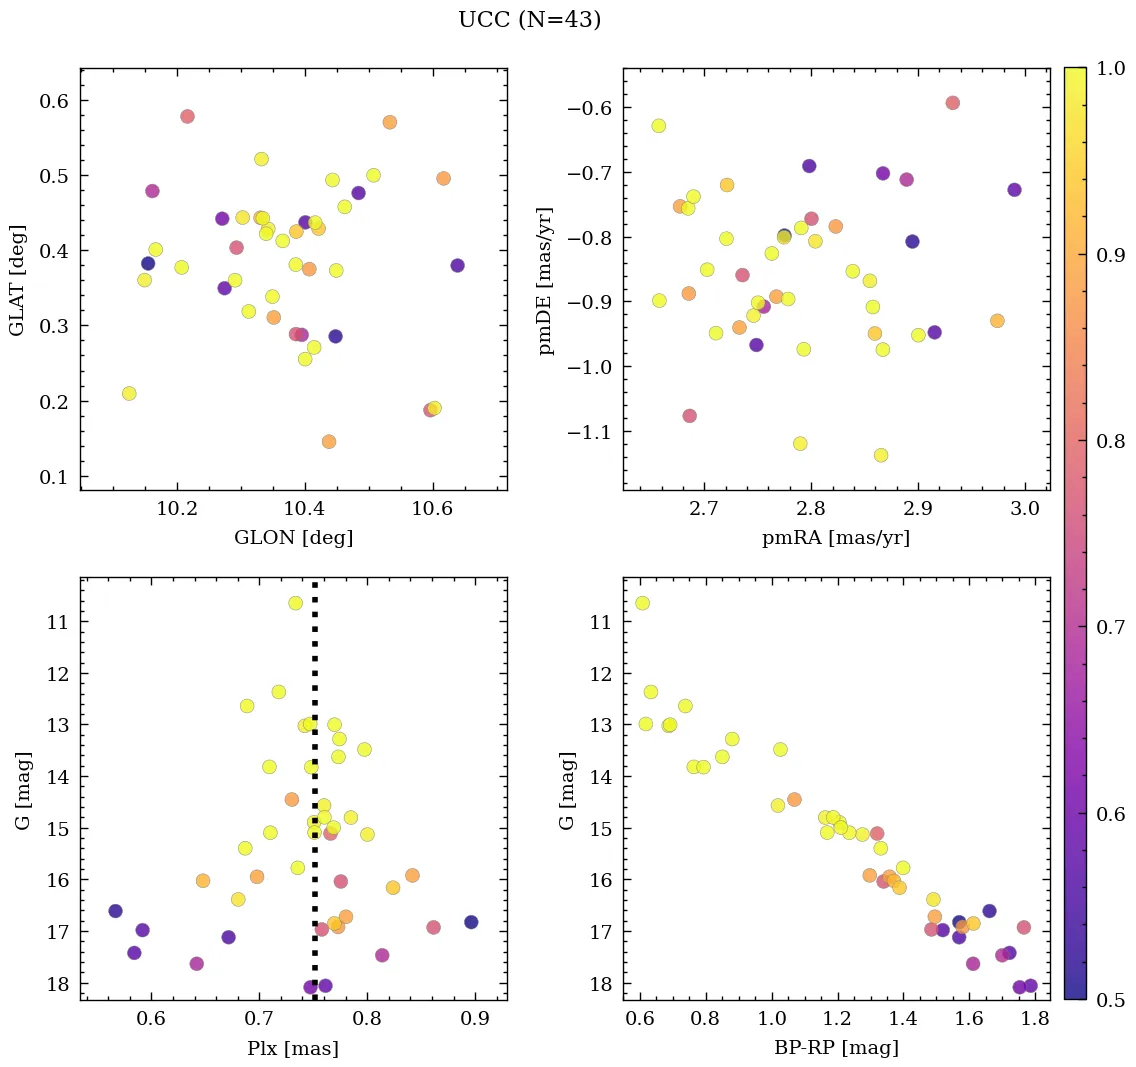 UCC (N=43)
0.6
0.5
0.4
0.3
0.2
0.1
GLAT [deg]
10.2 10.4 10.6
GLON [deg]
−0.6
−0.7
−0.8
−0.9
−1.0
−1.1
pmDE [mas/yr]
2.7 2.8 2.9 3.0
pmRA [mas/yr]
11
12
13
14
15
16
17
18
G [mag]
0.6 0.7 0.8 0.9
Plx [mas]
11
12
13
14
15
16
17
18
G [mag]
0.6 0.8 1.0 1.2 1.4 1.6 1.8
BP-RP [mag]
1.0
0.9
0.8
0.7
0.6
0.5